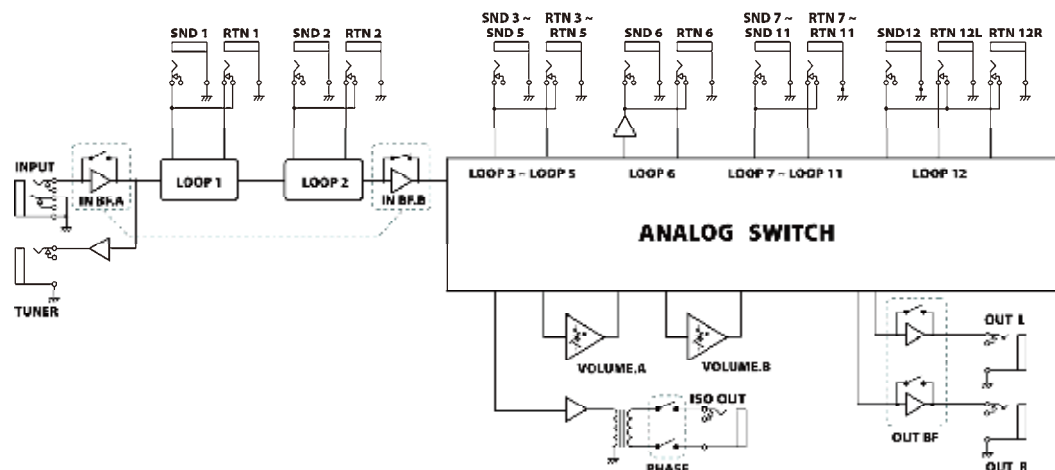 SND 1 RTN 1 SND 2 RTN 2 SND 3 ~ RTN 3 ~ SND 6 RTN 6 SND 7 ~ RTN 7 ~ SND12 RTN 12L RTN 12R
SND 5 RTN 5 SND 11 RTN 11
INPUT
LOOP 1 LOOP 2 LOOP 3 ~ LOOP 5 LOOP 6 LOOP 7 ~ LOOP 11 LOOP 12
IN BF.A IN BF.B
ANALOG SWITCH
TUNER
OUT L
VOLUME.A VOLUME.B
ISO OUT
OUT BF
PHASE
OUT R